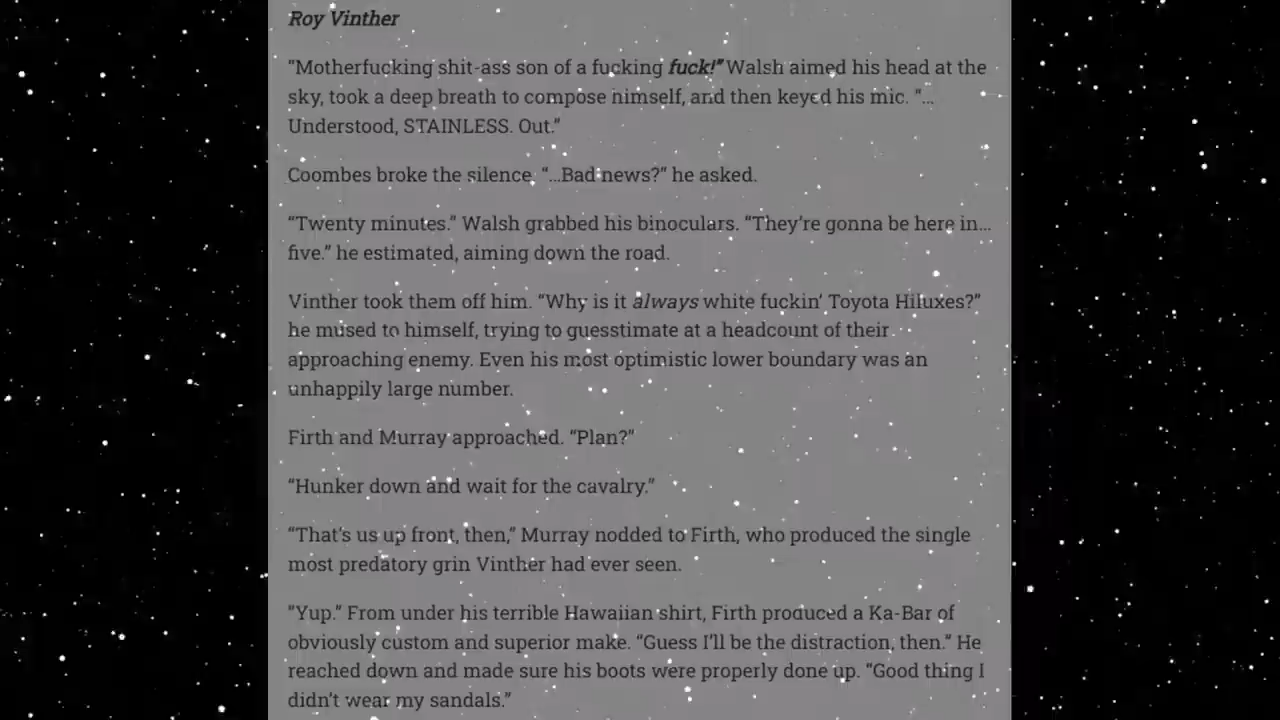 Roy Vinther
“Motherfucking shit-ass son of a fucking fuck!” Walsh aimed his head at the
sky, took a deep breath to compose himself, and then keyed his mic. “…
Understood, STAINLESS. Out.”
Coombes broke the silence. “…Bad news?” he asked.
“Twenty minutes.” Walsh grabbed his binoculars. “They’re gonna be here in…
five.” he estimated, aiming down the road.
Vinther took them off him. “Why is it always white fuckin’ Toyota Hiluxes?”
he mused to himself, trying to guesstimate at a headcount of their
approaching enemy. Even his most optimistic lower boundary was an
unhappily large number.
Firth and Murray approached. “Plan?”
“Hunker down and wait for the cavalry.”
“That’s us up front, then,” Murray nodded to Firth, who produced the single
most predatory grin Vinther had ever seen.
“Yup.” From under his terrible Hawaiian shirt, Firth produced a Ka-Bar of
obviously custom and superior make. “Guess I’ll be the distraction, then.” He
reached down and made sure his boots were properly done up. “Good thing I
didn’t wear my sandals.”